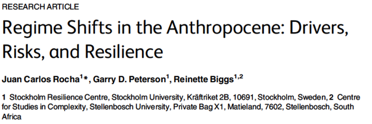 RESEARCH ARTICLE
Regime Shifts in the Anthropocene: Drivers,
Risks, and Resilience
Juan Carlos Rocha¹*, Garry D. Peterson¹, Reinette Biggs¹,²
1 Stockholm Resilience Centre, Stockholm University, Kräftriket 2B, 10691, Stockholm, Sweden, 2 Centre
for Studies in Complexity, Stellenbosch University, Private Bag X1, Matieland, 7602, Stellenbosch, South
Africa